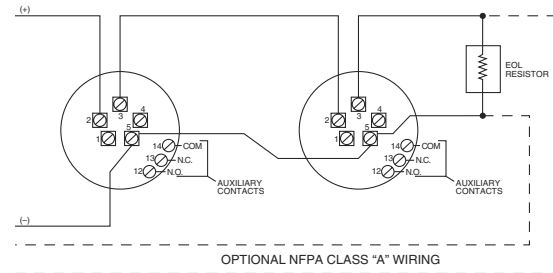 (+)
EOL
RESISTOR
3
4
2
5
1
14
COM
13
N.C.
12
N.O.
AUXILIARY
CONTACTS
3
4
2
5
1
14
COM
13
N.C.
12
N.O.
AUXILIARY
CONTACTS
(–)
OPTIONAL NFPA CLASS “A” WIRING